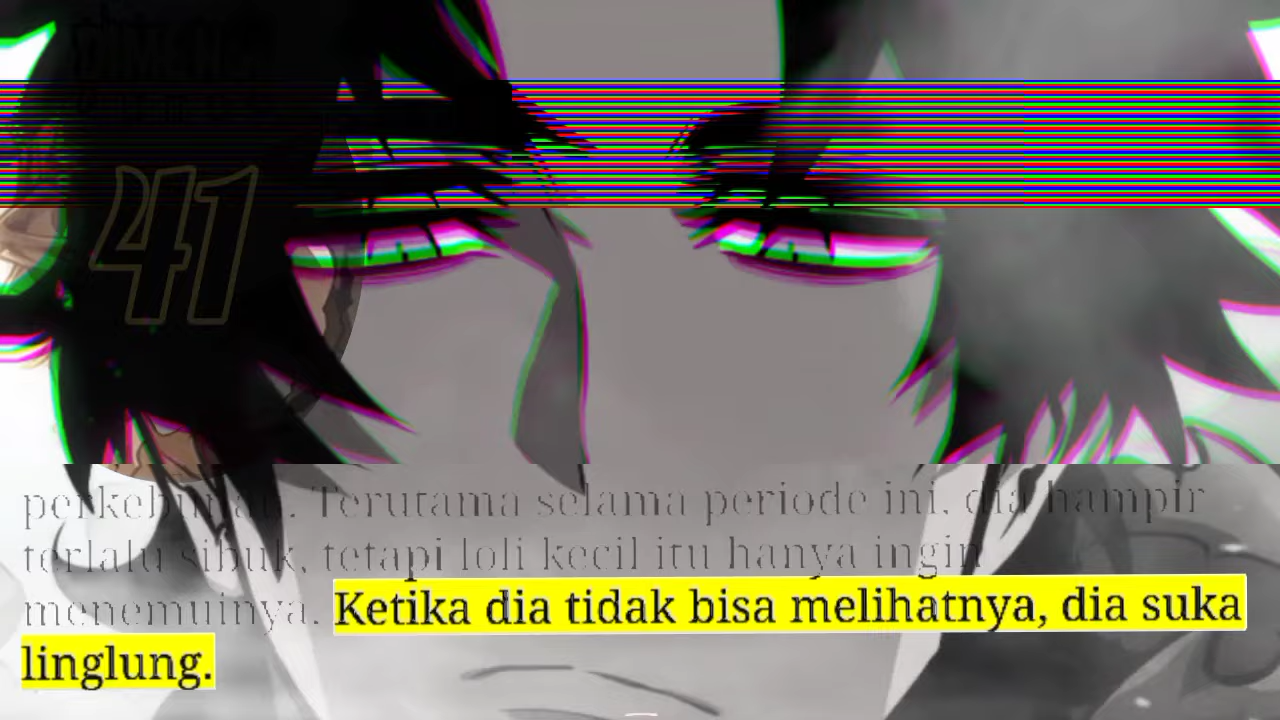 41
perkebunan. Terutama selama periode ini, dia hampir
terlalu sibuk, tetapi loli kecil itu hanya ingin
menemuinya. Ketika dia tidak bisa melihatnya, dia suka
linglung.